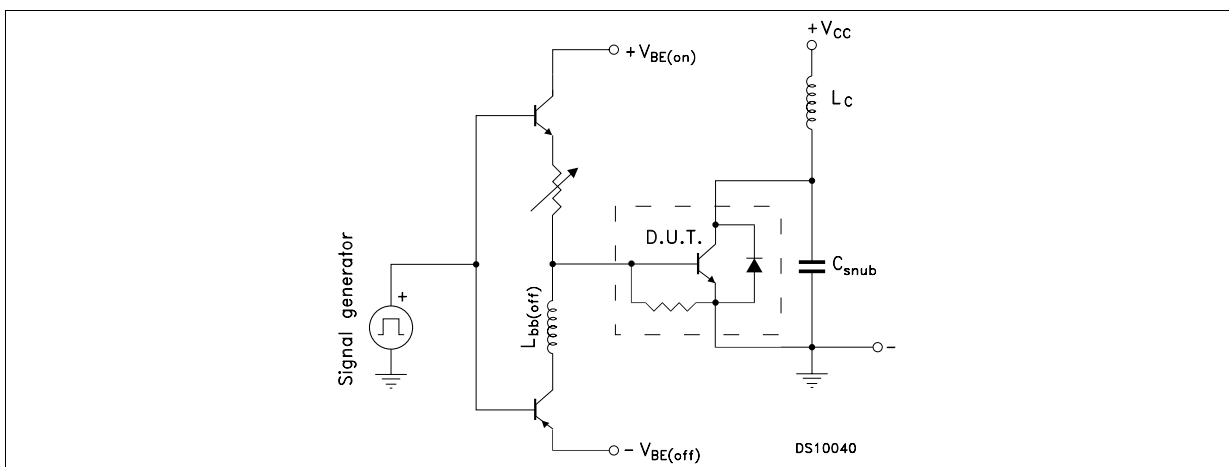 + VCC
+ VBE(on)
LC
D.U.T.
Csnub
Signal generator
+
Lbb(off)
-
- VBE(off)
DS10040